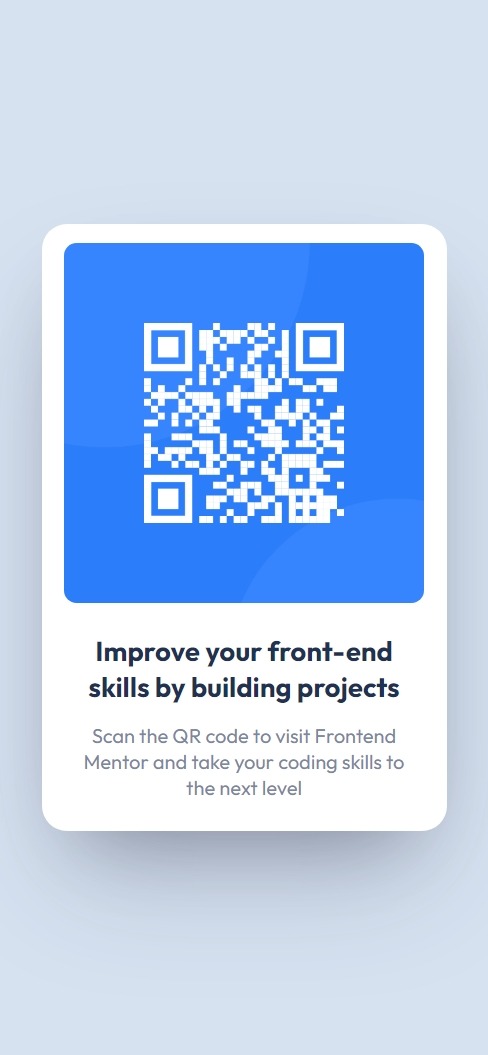 Improve your front-end
skills by building projects
Scan the QR code to visit Frontend
Mentor and take your coding skills to
the next level